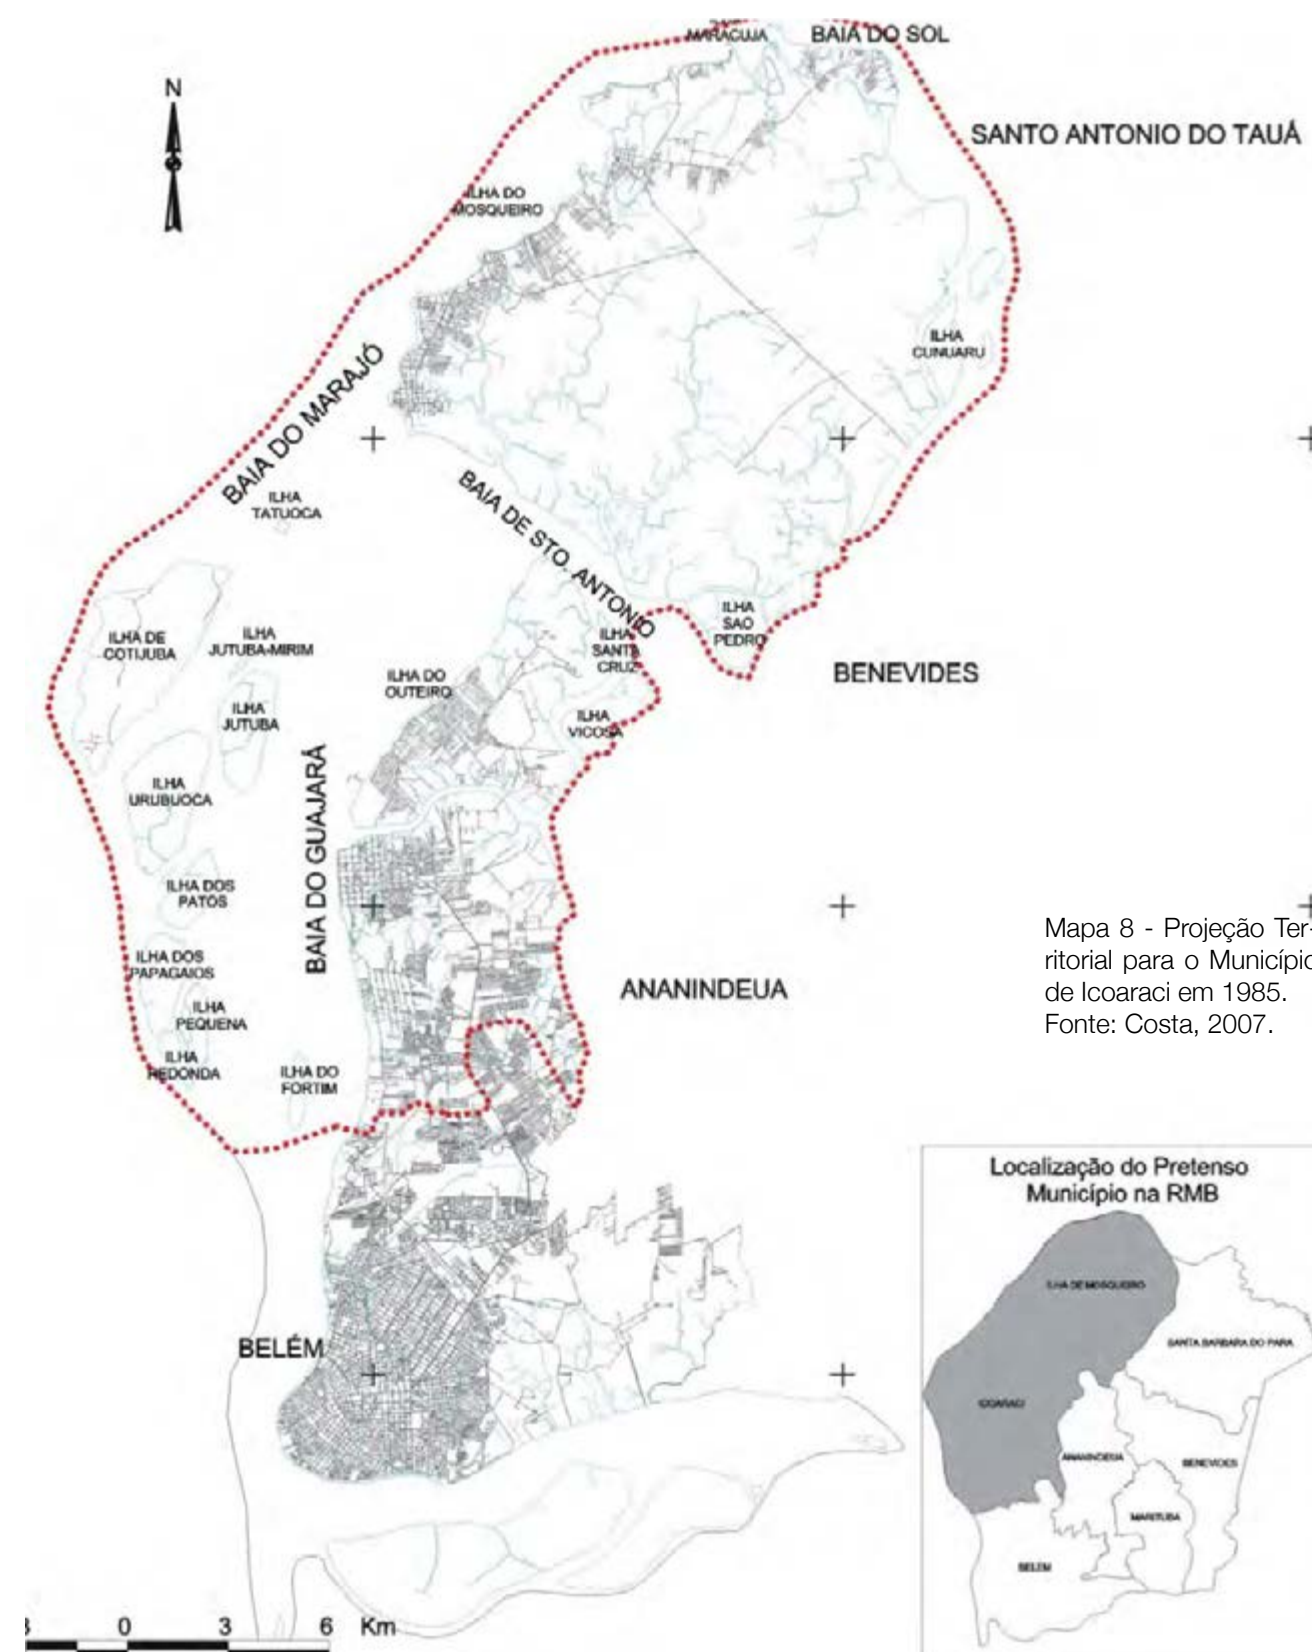 MARACUJA
BAIA DO SOL
N
SANTO ANTONIO DO TAUÁ
ILHA DO
MOSQUEIRO
ILHA
CUNUARU
BAIA DO MARAJÓ
ILHA
TATUOCA
BAIA DE STO. ANTONIO
ILHA
SAO
PEDRO
ILHA DE
COTIJUBA
ILHA
JUTUBA-MIRIM
ILHA
SANTA
CRUZ
BENEVIDES
ILHA DO
OUTEIRO
ILHA
JUTUBA
ILHA
VICOSA
ILHA
URUBUOCA
BAIA DO GUAJARÁ
ILHA DOS
PATOS
Mapa 8 - Projeção Ter-
ritorial para o Município
de Icoaraci em 1985.
Fonte: Costa, 2007.
ILHA DOS
PAPAGAIOS
ANANINDEUA
ILHA
PEQUENA
ILHA
REDONDA
ILHA DO
FORTIM
BELÉM
Localização do Pretenso
Município na RMB
ILHA DE MOSQUEIRO
SANTA BARBARA DO PARA
ICOARACI
ANANINDEUA
BENEVIDES
MARITUBA
BELEM
3 0 3 6 Km